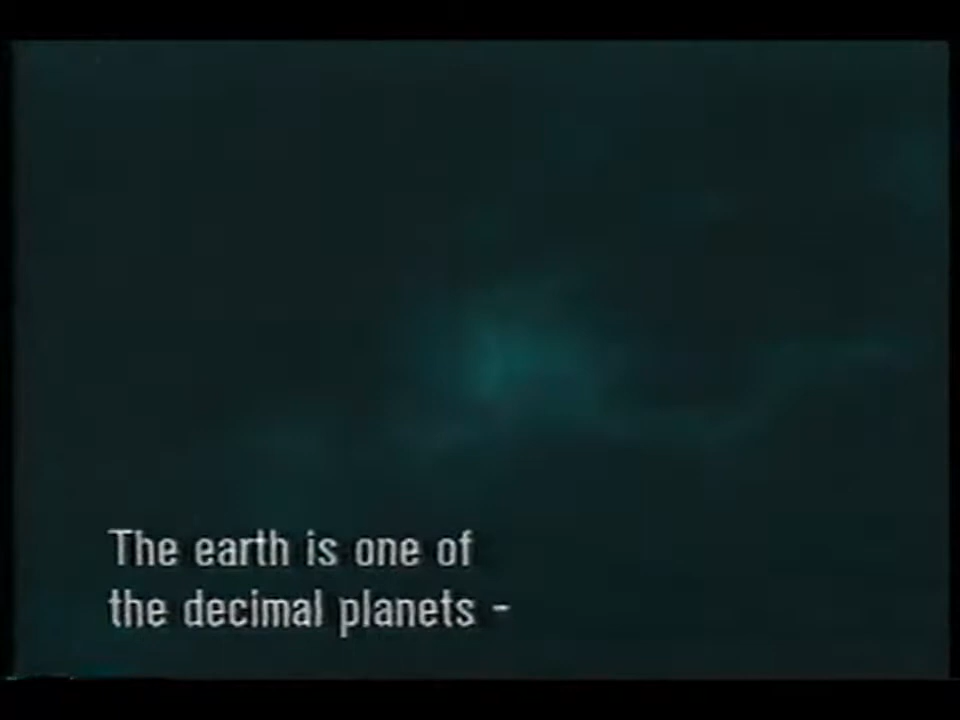 The earth is one of
the decimal planets -